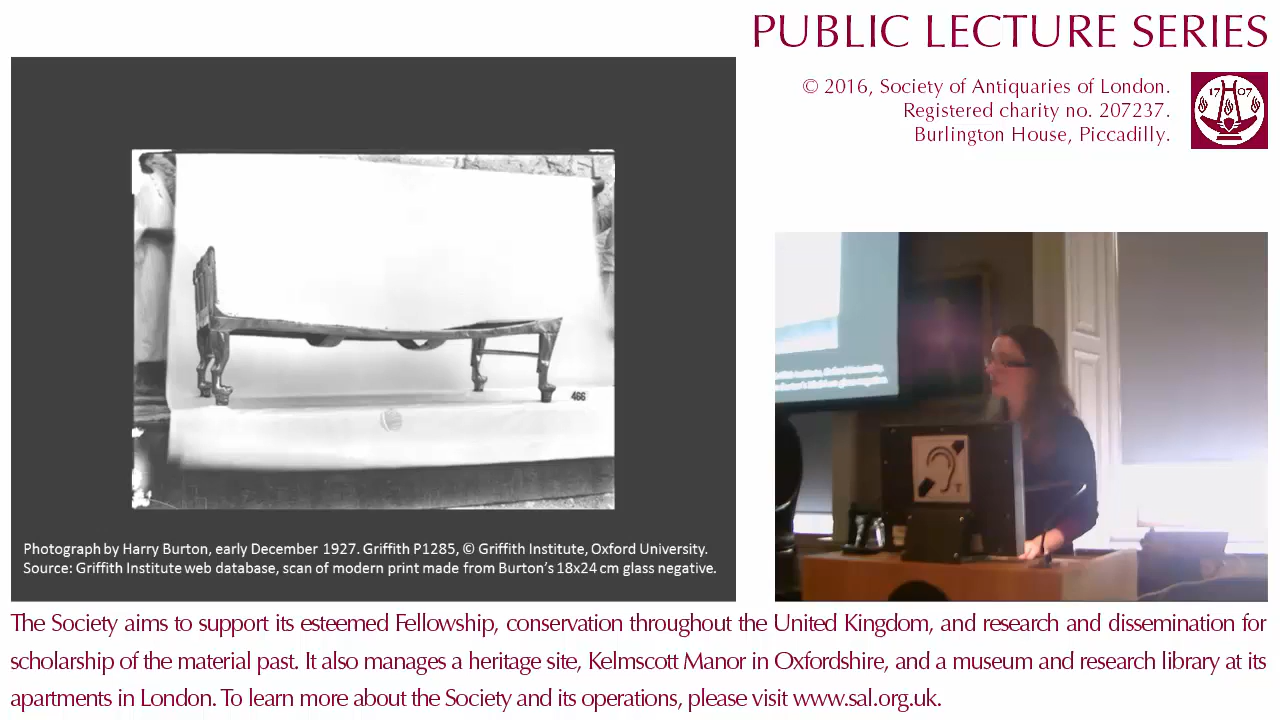 PUBLIC LECTURE SERIES
© 2016, Society of Antiquaries of London.
Registered charity no. 207237.
Burlington House, Piccadilly.
17 07
466
Photograph by Harry Burton, early December 1927. Griffith P1285, © Griffith Institute, Oxford University.
Source: Griffith Institute web database, scan of modern print made from Burton's 18x24 cm glass negative.
T
The Society aims to support its esteemed Fellowship, conservation throughout the United Kingdom, and research and dissemination for
scholarship of the material past. It also manages a heritage site, Kelmscott Manor in Oxfordshire, and a museum and research library at its
apartments in London. To learn more about the Society and its operations, please visit www.sal.org.uk.